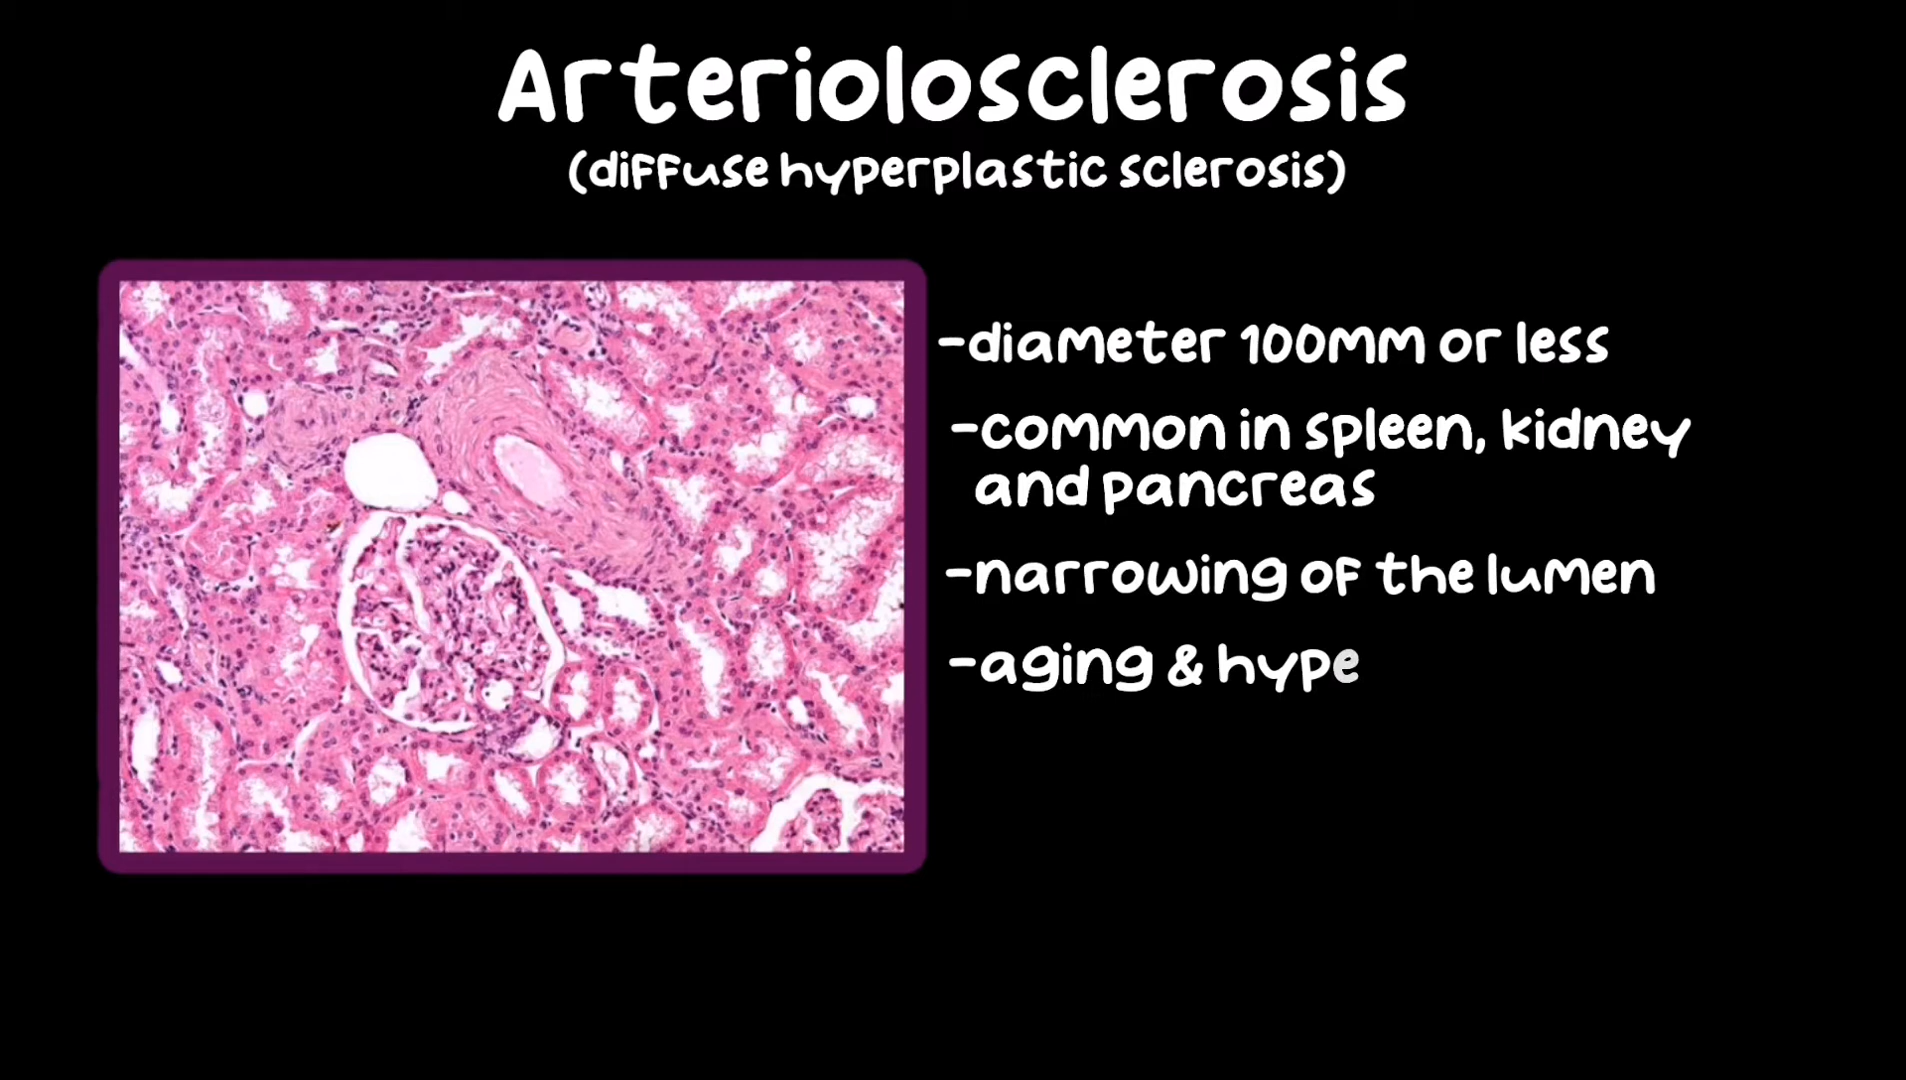 Arteriolosclerosis
(diffuse hyperplastic sclerosis)
-diameter 100mm or less
-common in spleen, kidney
and pancreas
-narrowing of the lumen
-aging & hype